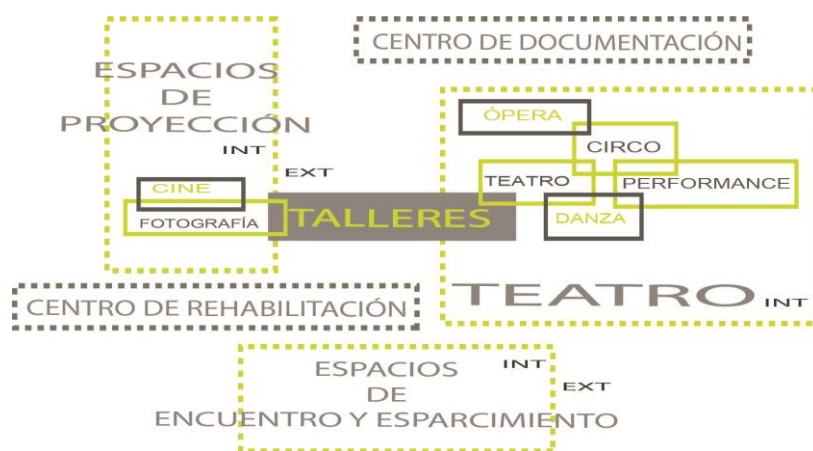 CENTRO DE DOCUMENTACIÓN
ESPACIOS
DE
PROYECCIÓN
INT
EXT
CINE
FOTOGRAFÍA
TALLERES
ÓPERA
CIRCO
TEATRO
PERFORMANCE
DANZA
TEATRO INT
CENTRO DE REHABILITACIÓN
ESPACIOS
DE
ENCUENTRO Y ESPARCIMIENTO
INT
EXT